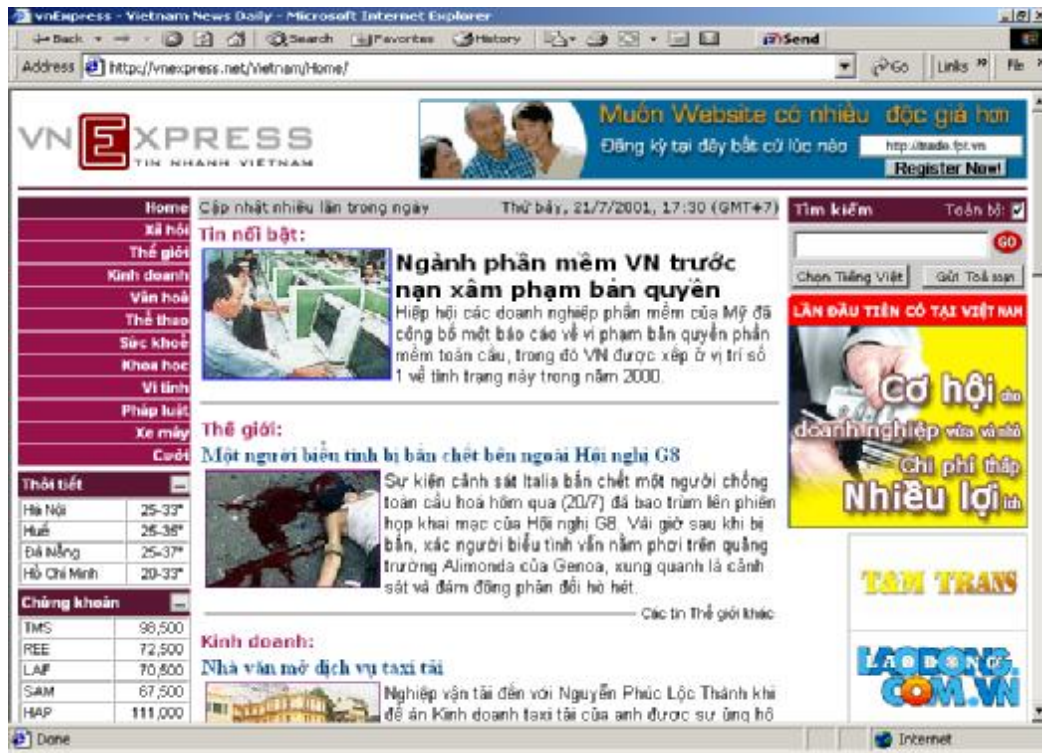 vnExpress - Vietnam News Daily - Microsoft Internet Explorer
Back Search Favorites History Send
Address http://vnexpress.net/Vietnam/Home/ Go Links File
VNEXPRESS
TIN NHANH VIETNAM
Muốn Website có nhiều độc giả hơn
Đăng ký tại đây bất cứ lúc nào
http://trade.fpt.vn
Register Now!
Home
Xã hội
Thế giới
Kinh doanh
Văn hoá
Thể thao
Sức khoẻ
Khoa học
Vi tính
Pháp luật
Xe máy
Cười
Thời tiết
Hà Nội 25-33°
Huế 25-35°
Đà Nẵng 25-37°
Hồ Chí Minh 20-33°
Chứng khoán
TMS 98,500
REE 72,500
LAF 70,500
SAM 67,500
HAP 111,000
Cập nhật nhiều lần trong ngày Thứ bảy, 21/7/2001, 17:30 (GMT+7)
Tin nổi bật:
Ngành phần mềm VN trước
nạn xâm phạm bản quyền
Hiệp hội các doanh nghiệp phần mềm của Mỹ đã
công bố một báo cáo về vi phạm bản quyền phần
mềm toàn cầu, trong đó VN được xếp ở vị trí số
1 về tình trạng này trong năm 2000.
Thế giới:
Một người biểu tình bị bắn chết bên ngoài Hội nghị G8
Sự kiện cảnh sát Italia bắn chết một người chống
toàn cầu hoá hôm qua (20/7) đã bao trùm lên phiên
họp khai mạc của Hội nghị G8. Vài giờ sau khi bị
bắn, xác người biểu tình vẫn nằm phơi trên quảng
trường Alimonda của Genoa, xung quanh là cảnh
sát và đám đông phản đối hò hét.
Các tin Thế giới khác
Kinh doanh:
Nhà văn mở dịch vụ taxi tải
Nghiệp vận tải đến với Nguyễn Phúc Lộc Thành khi
đề án Kinh doanh taxi tải của anh được sự ủng hộ
Tìm kiếm Toàn bộ:
GO
Chọn Tiếng Việt Gửi Toà soạn
LẦN ĐẦU TIÊN CÓ TẠI VIỆT NAM
Cơ hội cho
doanh nghiệp vừa và nhỏ
Chi phí thấp
Nhiều lợi ích
TAM TRANS
LAODONG.
COM.VN
Done Internet